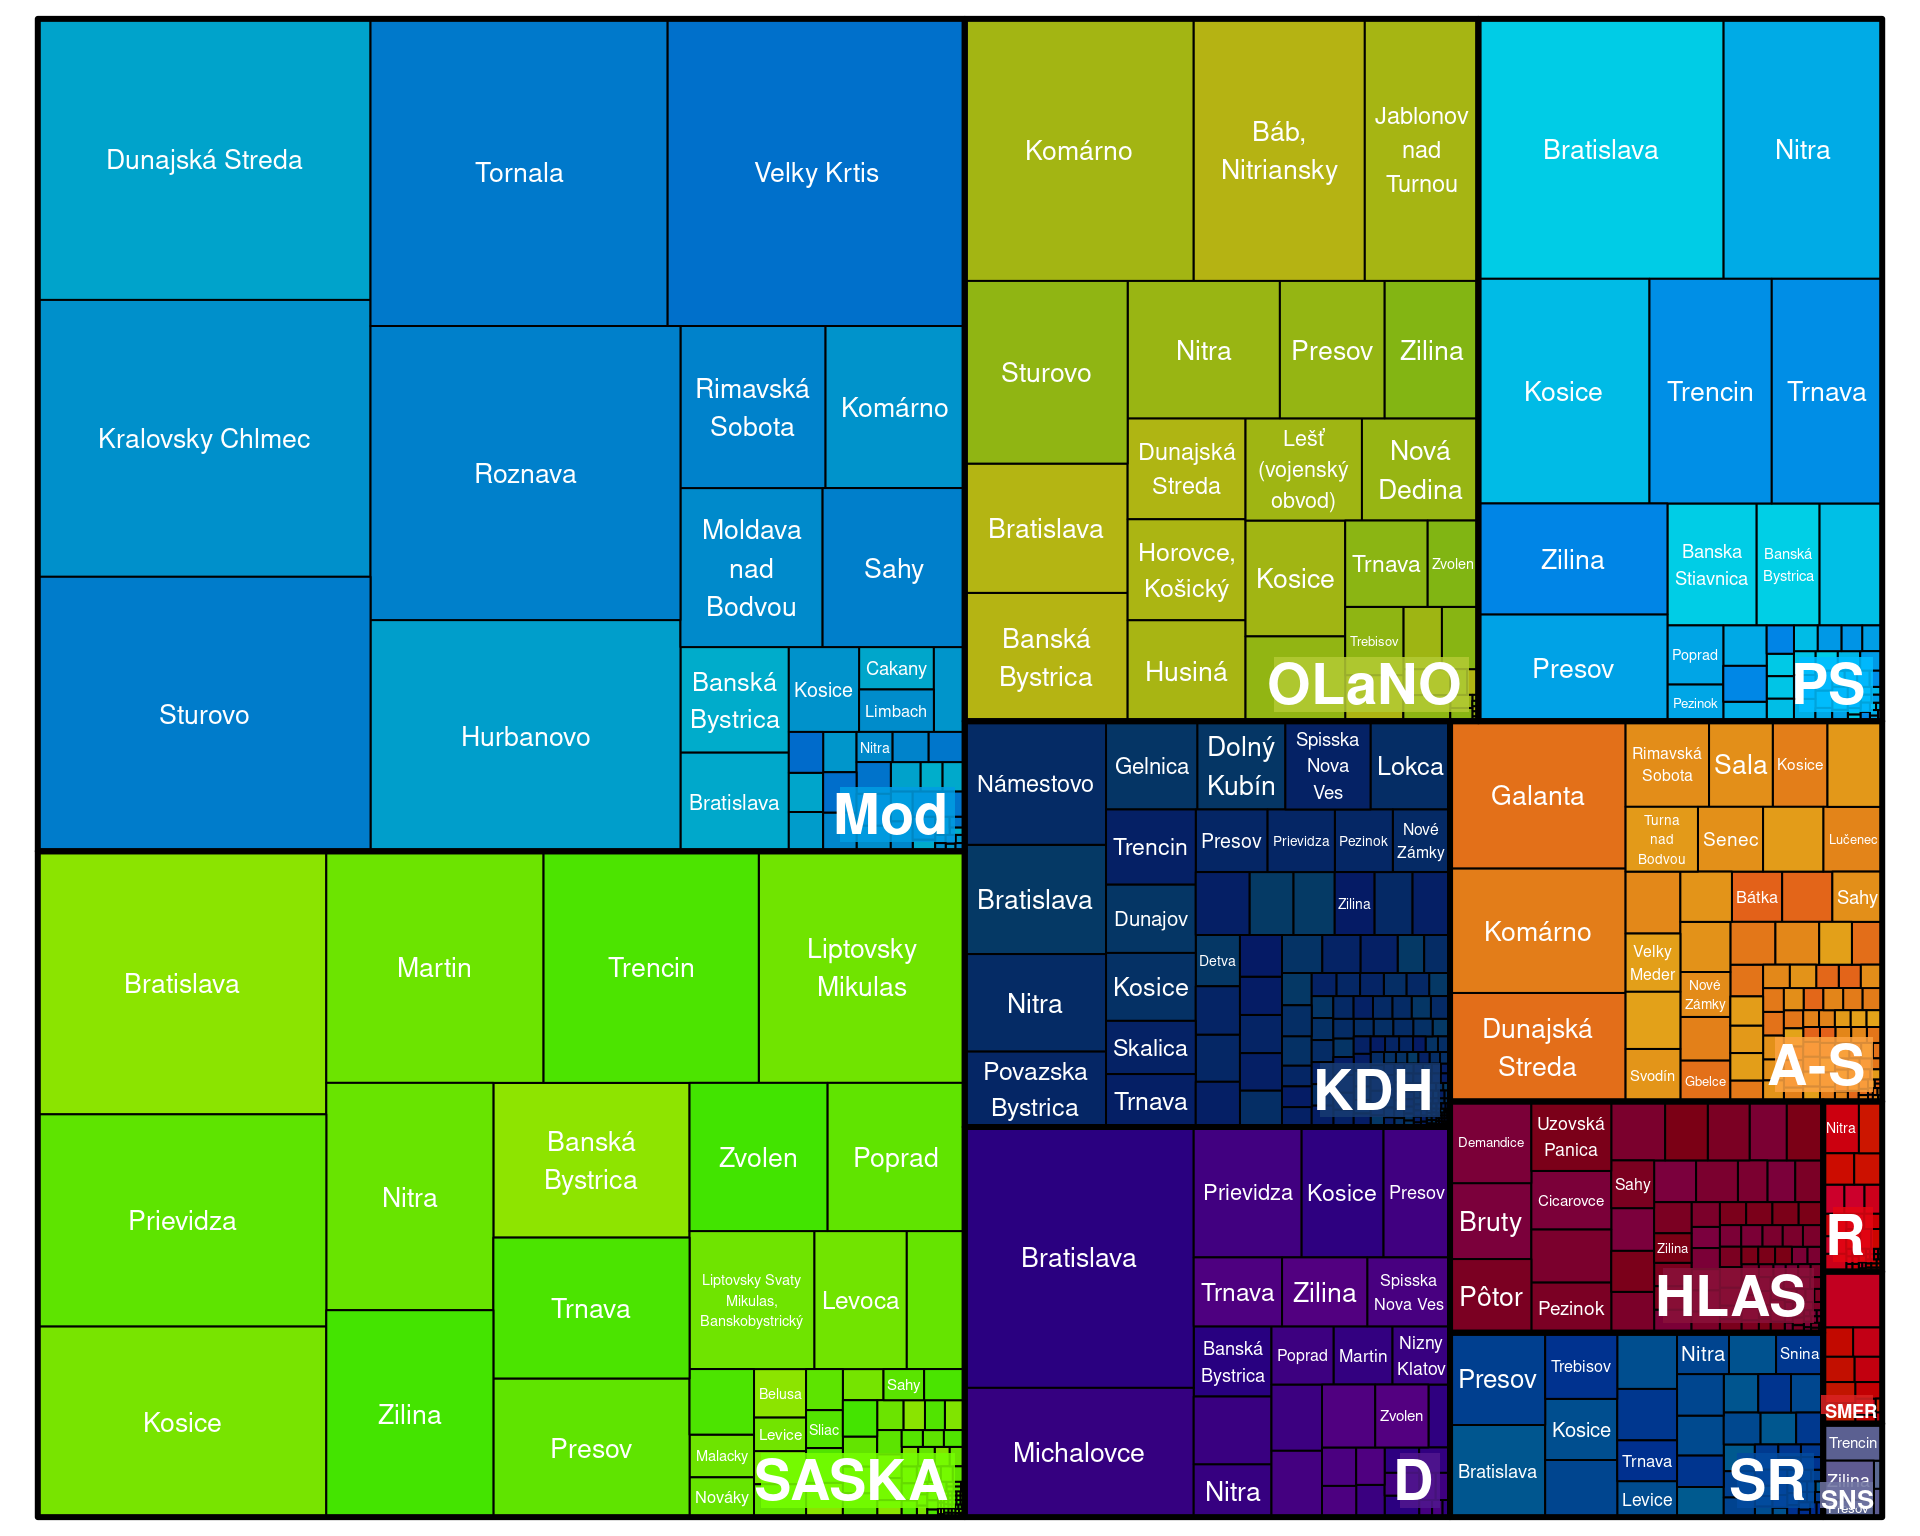 Dunajská Streda
Kralovsky Chlmec
Sturovo
Tornala
Velky Krtis
Roznava
Hurbanovo
Rimavská
Sobota
Komárno
Moldava
nad
Bodvou
Sahy
Banská
Bystrica
Kosice
Cakany
Limbach
Nitra
Bratislava
Mod
Komárno
Báb,
Nitriansky
Jablonov
nad
Turnou
Sturovo
Nitra
Presov
Zilina
Bratislava
Banská
Bystrica
Dunajská
Streda
Lešť
(vojenský
obvod)
Nová
Dedina
Horovce,
Košický
Husiná
Kosice
Trnava
Zvolen
Trebisov
OLaNO
Bratislava
Nitra
Kosice
Trencin
Trnava
Zilina
Presov
Banska
Stiavnica
Banská
Bystrica
Poprad
Pezinok
PS
Bratislava
Prievidza
Kosice
Martin
Trencin
Liptovsky
Mikulas
Nitra
Zilina
Banská
Bystrica
Trnava
Presov
Zvolen
Poprad
Liptovsky Svaty
Mikulas,
Banskobystrický
Levoca
Malacky
Nováky
Belusa
Levice
Sliac
Sahy
SASKA
Námestovo
Bratislava
Nitra
Povazska
Bystrica
Gelnica
Dolný
Kubín
Spisska
Nova
Ves
Lokca
Trencin
Dunajov
Kosice
Skalica
Trnava
Presov
Prievidza
Pezinok
Nové
Zámky
Zilina
Detva
KDH
Galanta
Komárno
Dunajská
Streda
Rimavská
Sobota
Sala
Kosice
Turna
nad
Bodvou
Senec
Lučenec
Bátka
Sahy
Velky
Meder
Nové
Zámky
Svodín
Gbelce
A-S
Bratislava
Michalovce
Prievidza
Kosice
Presov
Trnava
Zilina
Spisska
Nova Ves
Banská
Bystrica
Poprad
Martin
Nizny
Klatov
Zvolen
Nitra
D
Demandice
Bruty
Pôtor
Uzovská
Panica
Cicarovce
Pezinok
Sahy
Zilina
HLAS
Nitra
R
Presov
Bratislava
Trebisov
Kosice
Nitra
Snina
Trnava
Levice
SR
SMER
Trencin
Zilina
Presov
SNS